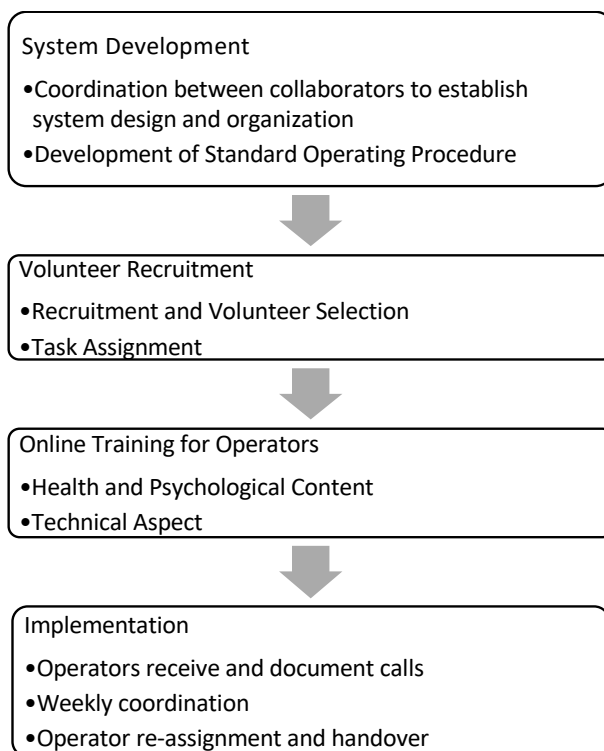 System Development
•Coordination between collaborators to establish
system design and organization
•Development of Standard Operating Procedure
Volunteer Recruitment
•Recruitment and Volunteer Selection
•Task Assignment
Online Training for Operators
•Health and Psychological Content
•Technical Aspect
Implementation
•Operators receive and document calls
•Weekly coordination
•Operator re-assignment and handover